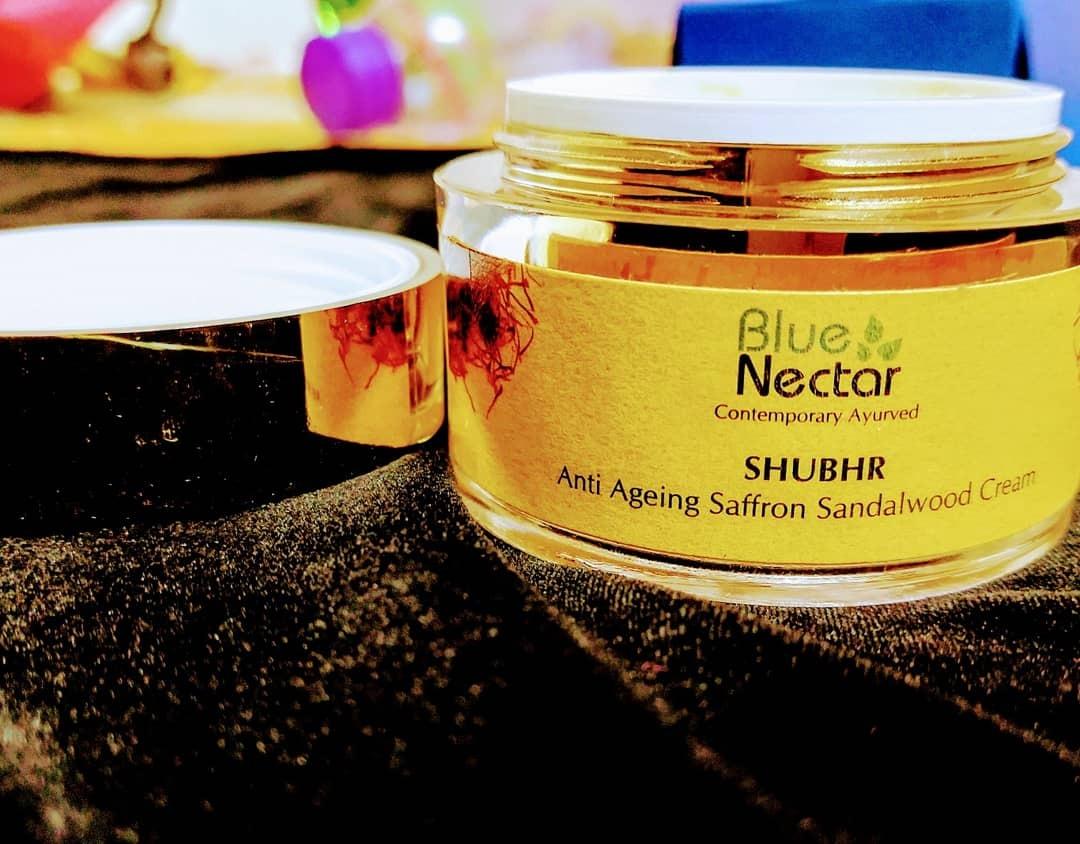 Blue
Nectar
Contemporary Ayurved
SHUBHR
Anti Ageing Saffron Sandalwood Cream